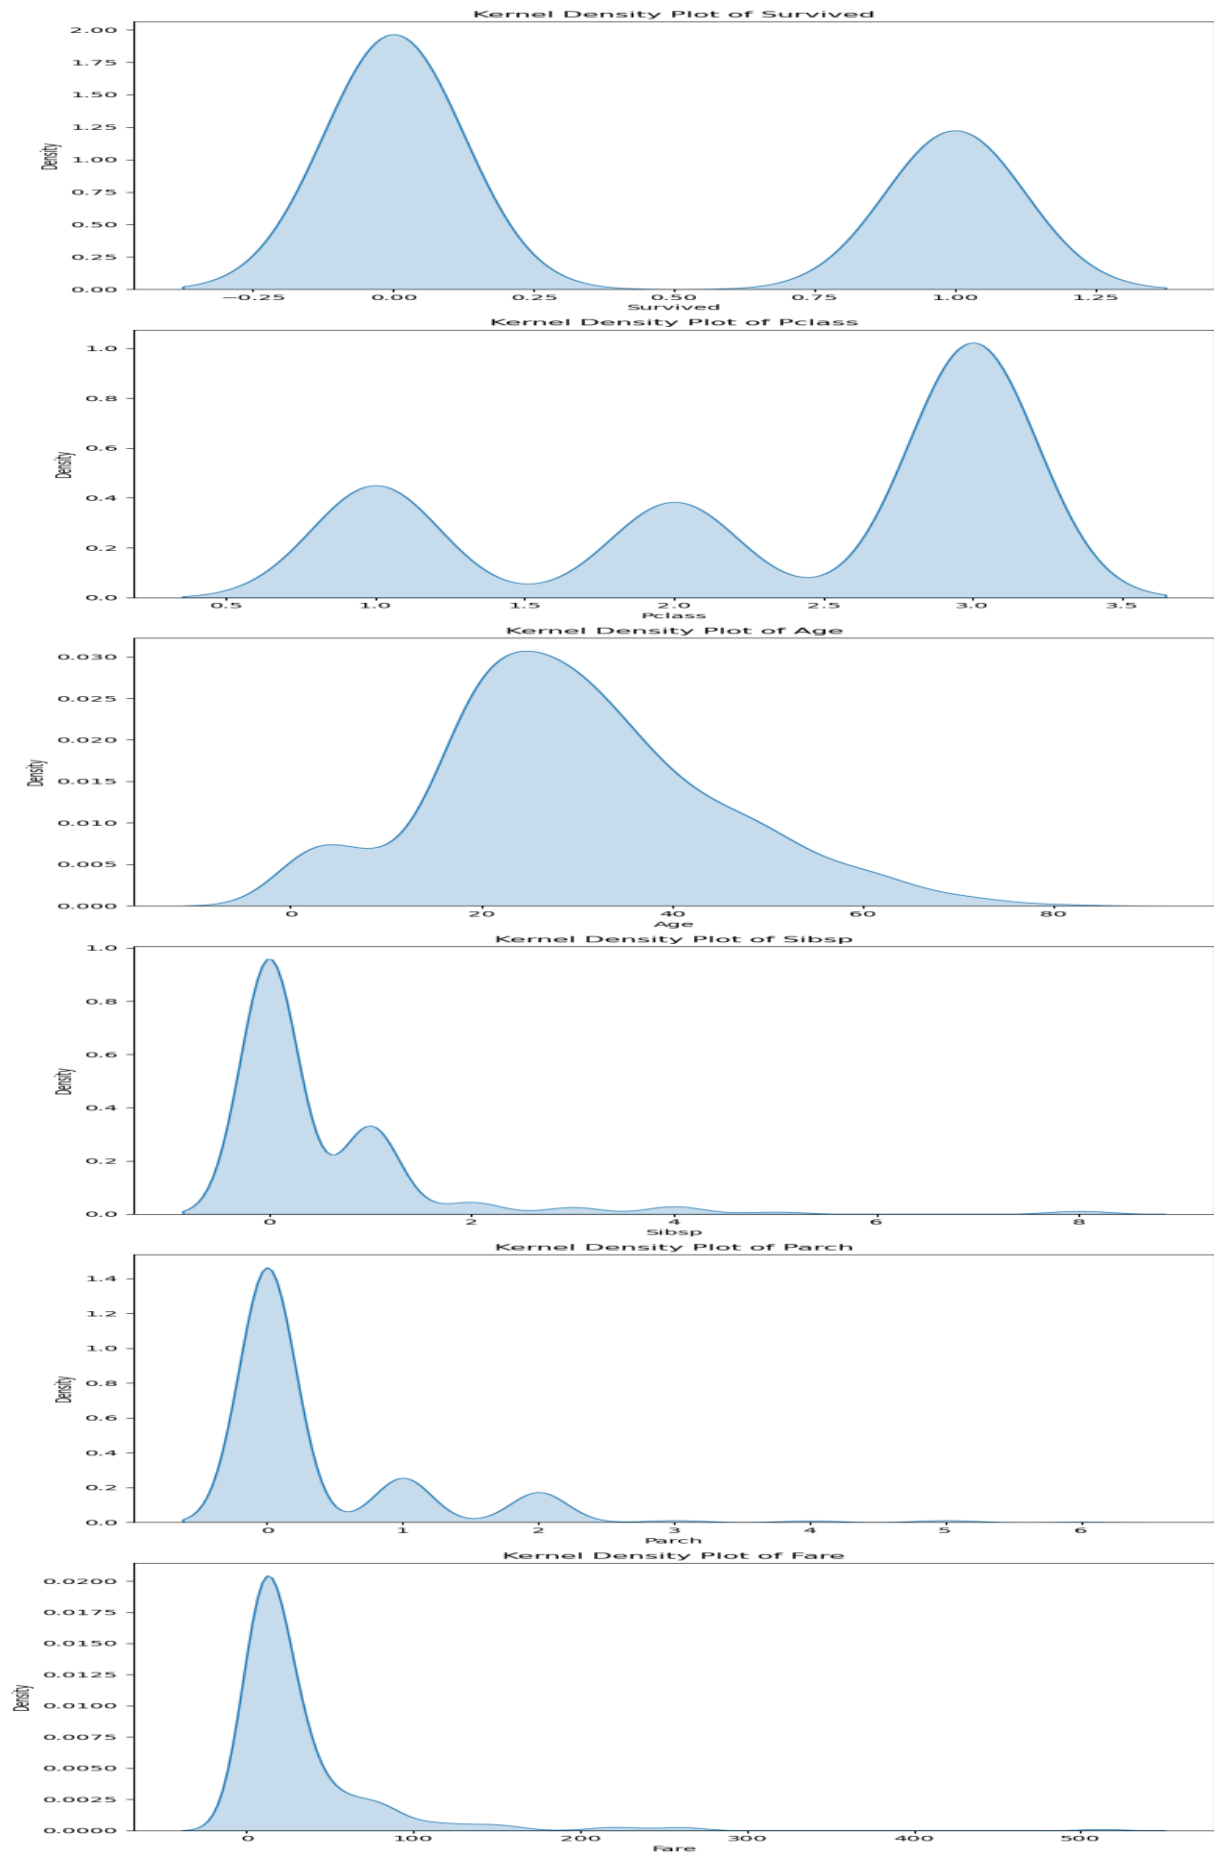 Kernel Density Plot of Survived
2.00
1.75
1.50
1.25
1.00
0.75
0.50
0.25
0.00
Density
−0.25 0.00 0.25 0.50 0.75 1.00 1.25
Survived
Kernel Density Plot of Pclass
1.0
0.8
0.6
0.4
0.2
0.0
Density
0.5 1.0 1.5 2.0 2.5 3.0 3.5
Pclass
Kernel Density Plot of Age
0.030
0.025
0.020
0.015
0.010
0.005
0.000
Density
0 20 40 60 80
Age
Kernel Density Plot of Sibsp
1.0
0.8
0.6
0.4
0.2
0.0
Density
0 2 4 6 8
Sibsp
Kernel Density Plot of Parch
1.4
1.2
1.0
0.8
0.6
0.4
0.2
0.0
Density
0 1 2 3 4 5 6
Parch
Kernel Density Plot of Fare
0.0200
0.0175
0.0150
0.0125
0.0100
0.0075
0.0050
0.0025
0.0000
Density
0 100 200 300 400 500
Fare